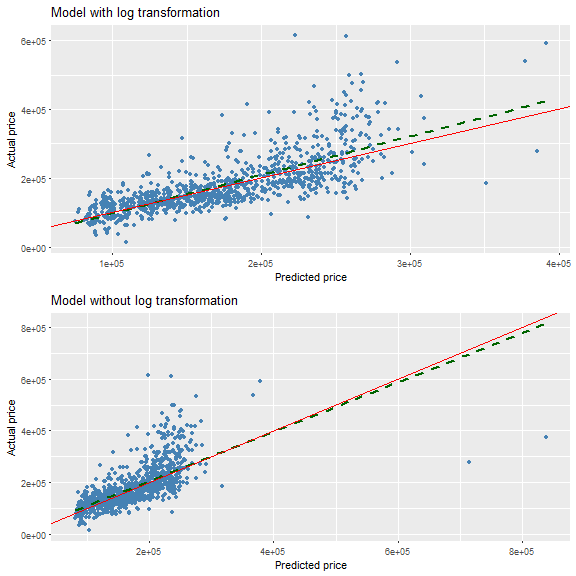 Model with log transformation
6e+05
4e+05
2e+05
0e+00
Actual price
1e+05 2e+05 3e+05 4e+05
Predicted price
Model without log transformation
8e+05
6e+05
4e+05
2e+05
0e+00
Actual price
2e+05 4e+05 6e+05 8e+05
Predicted price